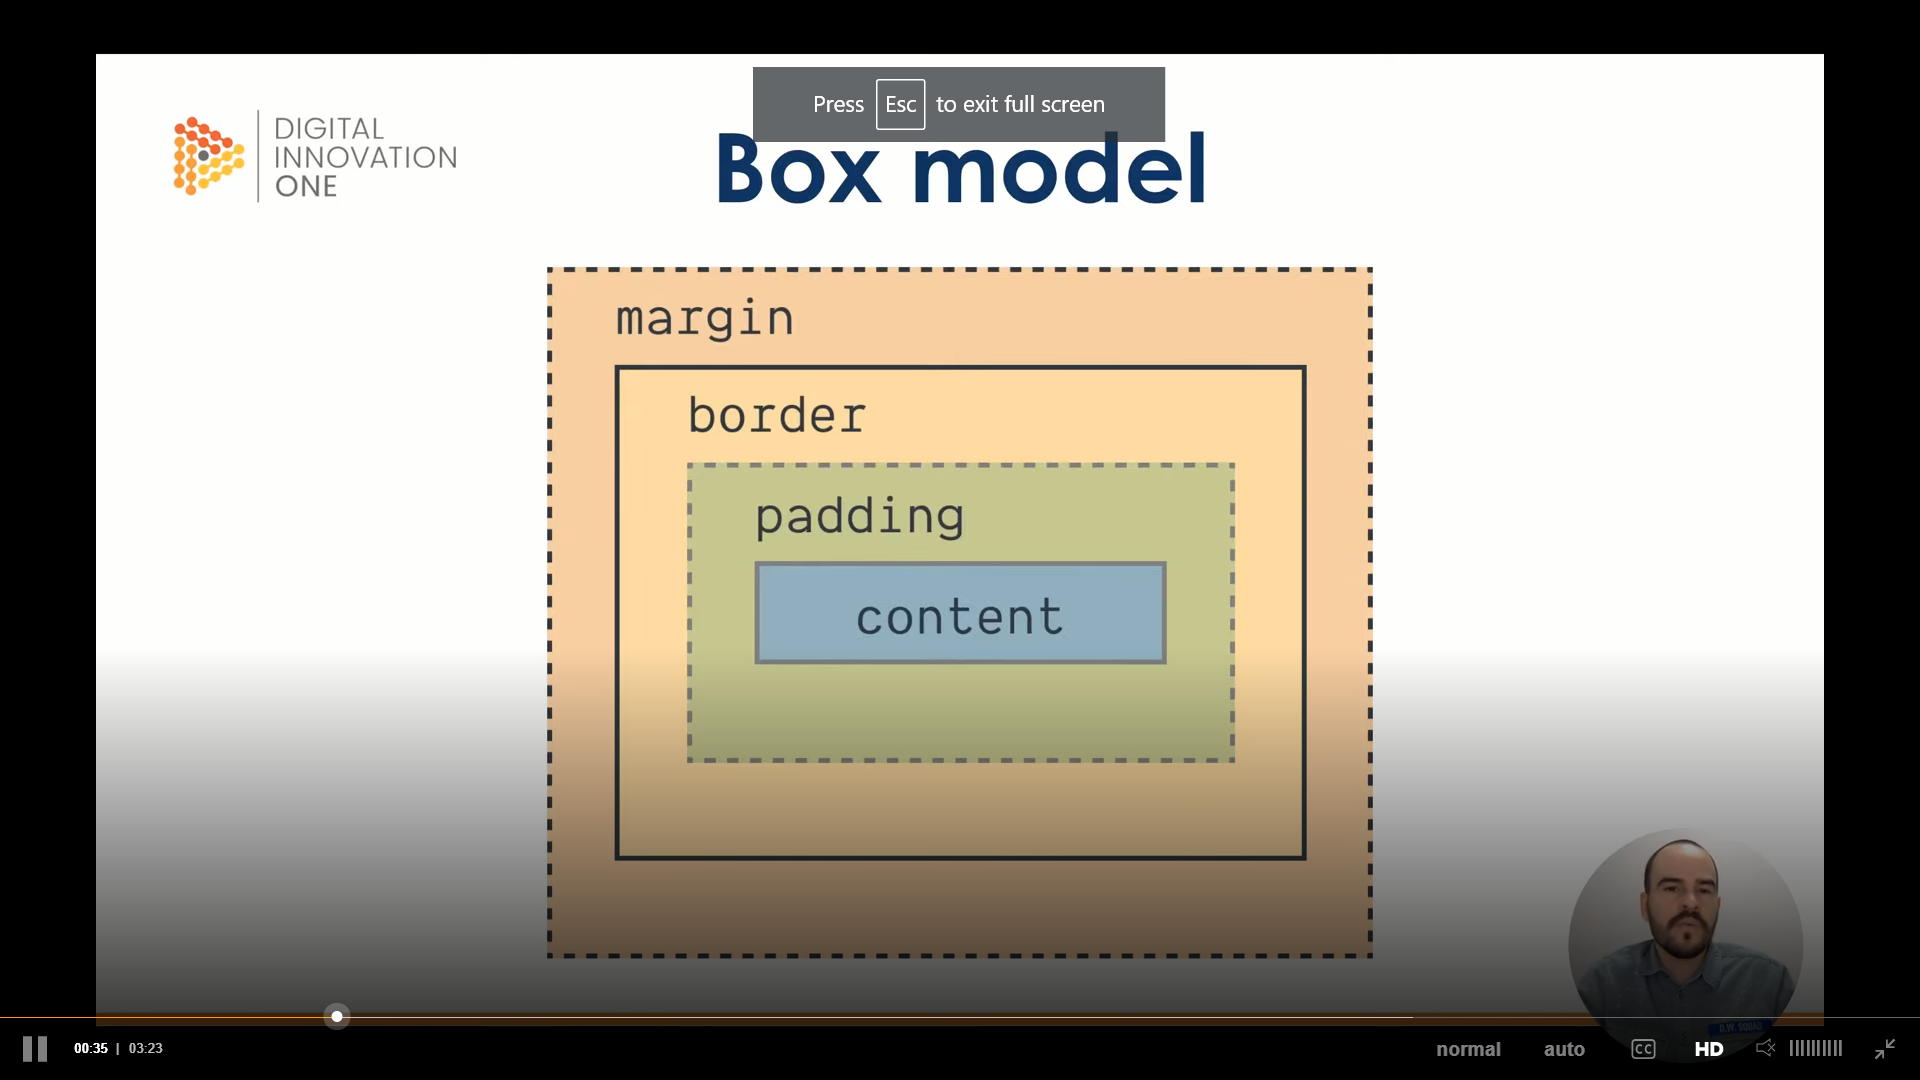 Press Esc to exit full screen
DIGITAL
INNOVATION
ONE
Box model
margin
border
padding
content
D.W. SQUAD
00:35 | 03:23
normal auto CC HD